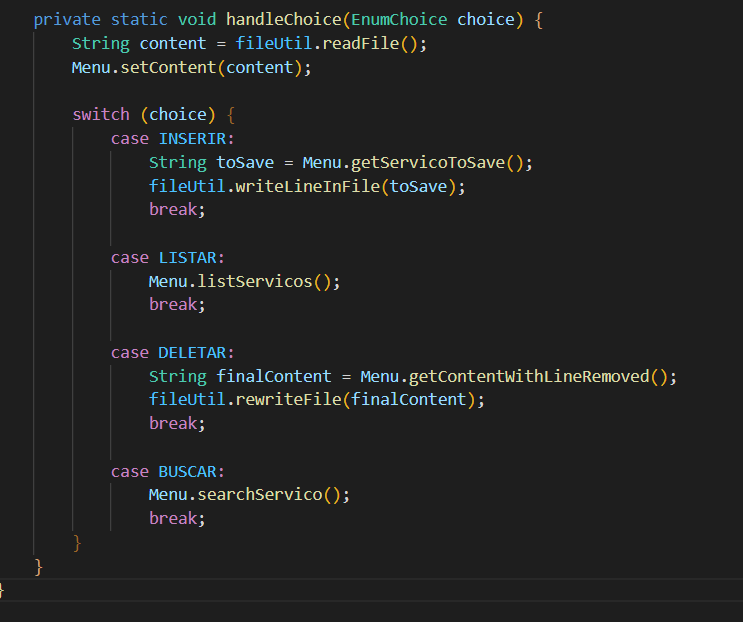 private static void handleChoice(EnumChoice choice) {
String content = fileUtil.readFile();
Menu.setContent(content);
switch (choice) {
case INSERIR:
String toSave = Menu.getServicoToSave();
fileUtil.writeLineInFile(toSave);
break;
case LISTAR:
Menu.listServicos();
break;
case DELETAR:
String finalContent = Menu.getContentWithLineRemoved();
fileUtil.rewriteFile(finalContent);
break;
case BUSCAR:
Menu.searchServico();
break;
}
}
}